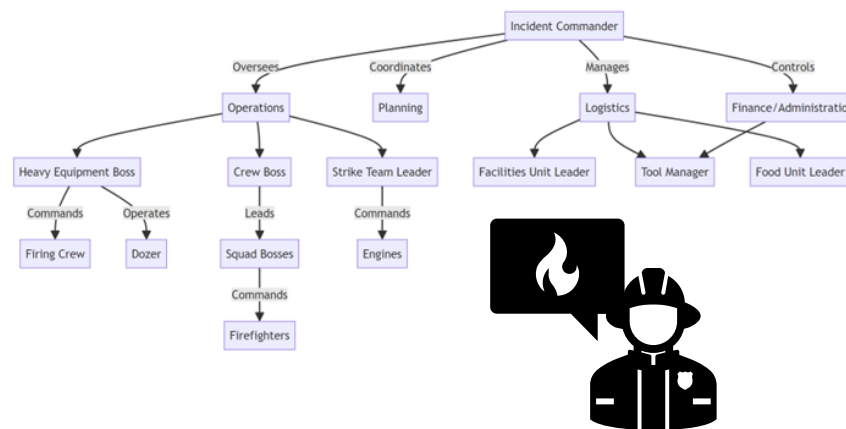 Incident Commander
Oversees
Coordinates
Manages
Controls
Operations
Planning
Logistics
Finance/Administratio
Heavy Equipment Boss
Crew Boss
Strike Team Leader
Facilities Unit Leader
Tool Manager
Food Unit Leader
Commands
Operates
Leads
Commands
Firing Crew
Dozer
Squad Bosses
Engines
Commands
Firefighters